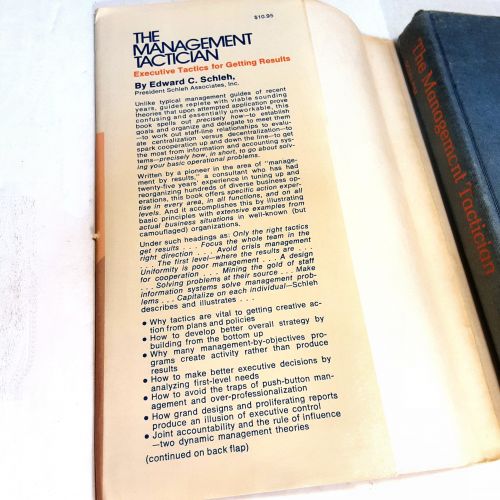 $10.95
THE
MANAGEMENT
TACTICIAN
Executive Tactics for Getting Results
By Edward C. Schleh,
President Schleh Associates, Inc.
Unlike typical management guides of recent
years, guides replete with viable sounding
theories that upon attempted application prove
confusing and essentially unworkable, this
book spells out precisely how—to establish
goals and organize and delegate to meet them
—to work out staff-line relationships to evalu-
ate centralization versus decentralization—to
spark cooperation up and down the line—to get
the most from information and accounting sys-
tems—precisely how, in short, to go about solv-
ing your basic operational problems.
Written by a pioneer in the area of "manage-
ment by results," a consultant who has had
twenty-five years' experience in tuning up and
reorganizing hundreds of diverse business op-
erations, this book offers specific action exper-
tise in every area, in all functions, and on all
levels. And it accomplishes this by illustrating
basic principles with extensive examples from
actual business situations in well-known (but
camouflaged) organizations.
Under such headings as: Only the right tactics
get results . . . Focus the whole team in the
right direction . . . Avoid crisis management
. . . The first level—where the results are . . .
Uniformity is poor management . . . A design
for cooperation . . . Mining the gold of staff
. . . Solving problems at their source . . . Make
information systems solve management prob-
lems . . . Capitalize on each individual—Schleh
describes and illustrates . . .
• Why tactics are vital to getting creative ac-
tion from plans and policies
• How to develop better overall strategy by
building from the bottom up
• Why many management-by-objectives pro-
grams create activity rather than produce
results
• How to make better executive decisions by
analyzing first-level needs
• How to avoid the traps of push-button man-
agement and over-professionalization
• How grand designs and proliferating reports
produce an illusion of executive control
• Joint accountability and the rule of influence
—two dynamic management theories
(continued on back flap)
The Management Tactician